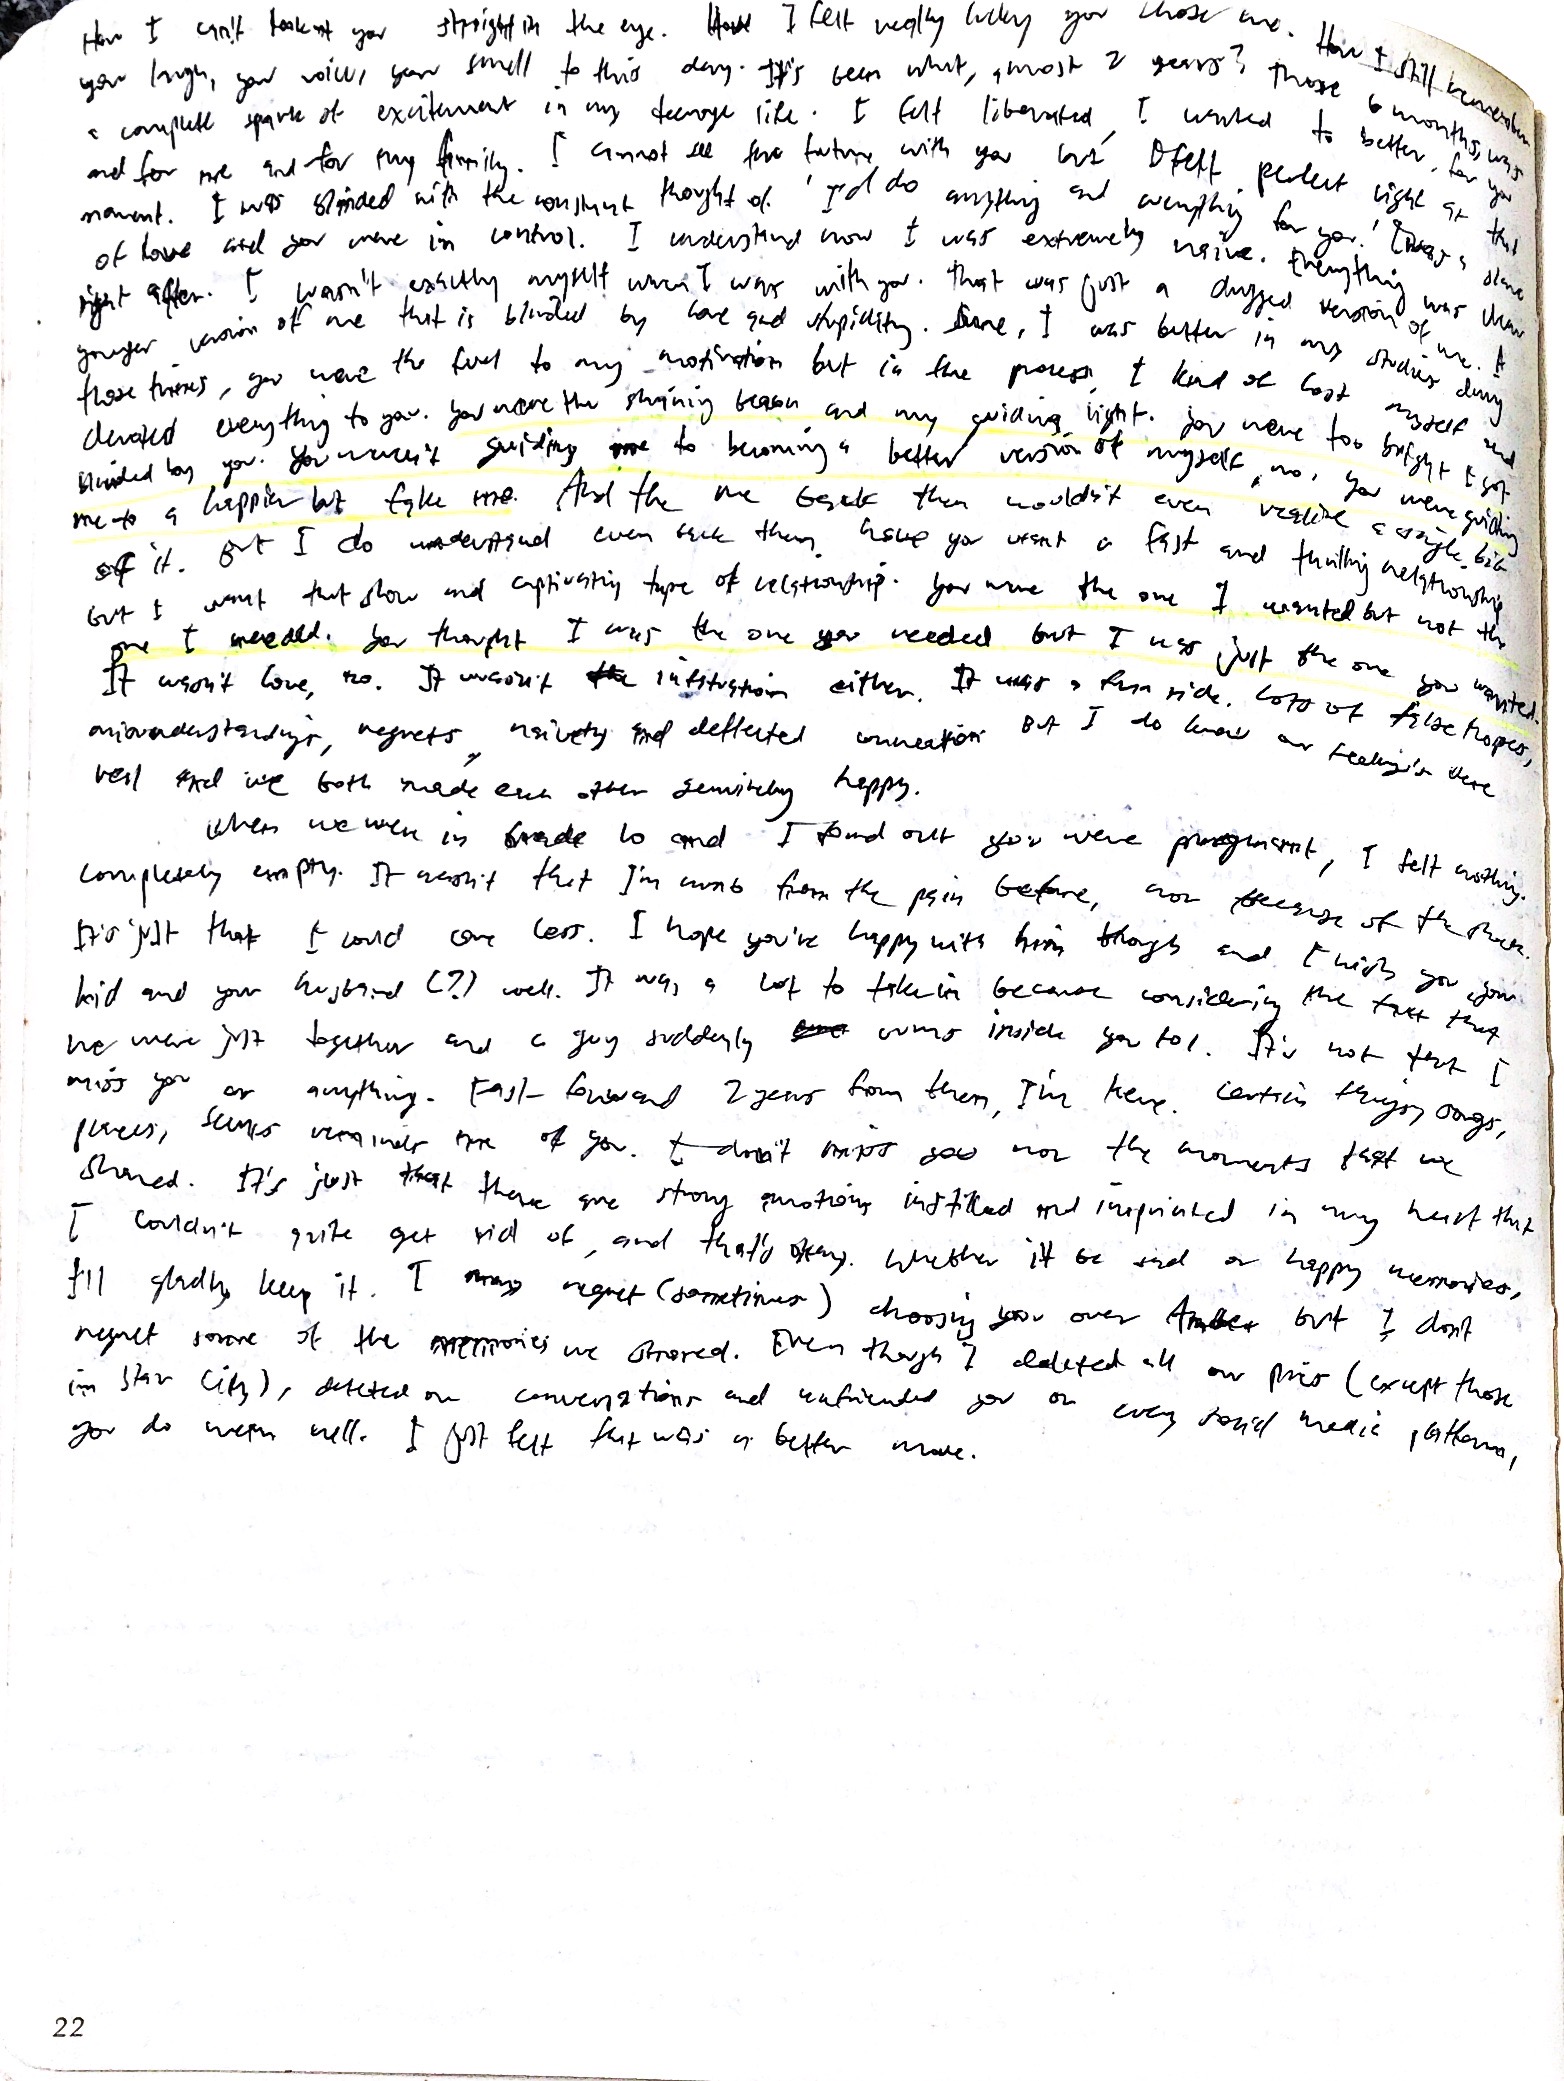 How I can't look at you straight in the eye. How I felt really lucky you chose me. How I still remember
your laugh, your voice, your smell to this day. It's been what, almost 2 years? Those 6 months, was
a complete spark of excitement in my teenage life. I felt liberated, I wanted to better, for you
and for me and for my family. I cannot see the future with you but I felt perfect right at that
moment. I was blinded with the constant thought of 'I'd do anything and everything for you.' I was a slave
of love and you were in control. I understand now I was extremely naive. Everything was clear
right after. I wasn't exactly myself when I was with you. That was just a drugged version of me. A
younger version of me that is blinded by love and stupidity. Sure, I was better in my studies during
those times, you were the fuel to my motivation but in the process, I kind of lost myself and
devoted everything to you. You were the shining beacon and my guiding light. You were too bright I got
blinded by you. You weren't guiding me to becoming a better version of myself, no, you were guiding
me to a happier but fake me. And the me back then wouldn't even realize a single bit
of it. But I do understand even back then, you want a fast and thrilling relationship
but I want that slow and captivating type of relationship. You were the one I wanted but not the
one I needed. You thought I was the one you needed but I was just the one you wanted.
It wasn't love, no. It wasn't the infatuation either. It was a fun ride. Lots of false hopes,
misunderstandings, regrets, naivety and deflected connection but I do know our feelings were
real and we both made each other genuinely happy.
When we were in Grade 10 and I found out you were pregnant, I felt nothing.
Completely empty. It wasn't that I'm numb from the pain before, nor because of the shock.
It's just that I could care less. I hope you're happy with him though and I wish you your
kid and your husband (?) well. It was a lot to take in because considering the fact that
we were just together and a guy suddenly cums inside you lol. It's not that I
miss you or anything. Fast-forward 2 years from then, I'm here. Certain things, songs,
places, scents reminds me of you. I don't miss you nor the moments that we
shared. It's just that there are strong emotions instilled and imprinted in my heart that
I couldn't quite get rid of, and that's okay. Whether it be sad or happy memories,
I'll gladly keep it. I may regret (sometimes) choosing you over Amber but I don't
regret some of the memories we shared. Even though I deleted all our pics (except those
in Star City), deleted our conversations and unfriended you on every social media platform,
you do mean well. I just felt that was a better move.
22